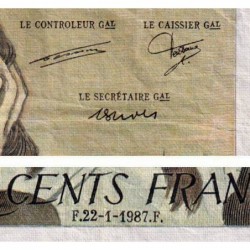 LE CONTROLEUR GAL LE CAISSIER GAL
LE SECRÉTAIRE GAL
CENTS FRAN
F.22-1-1987.F.